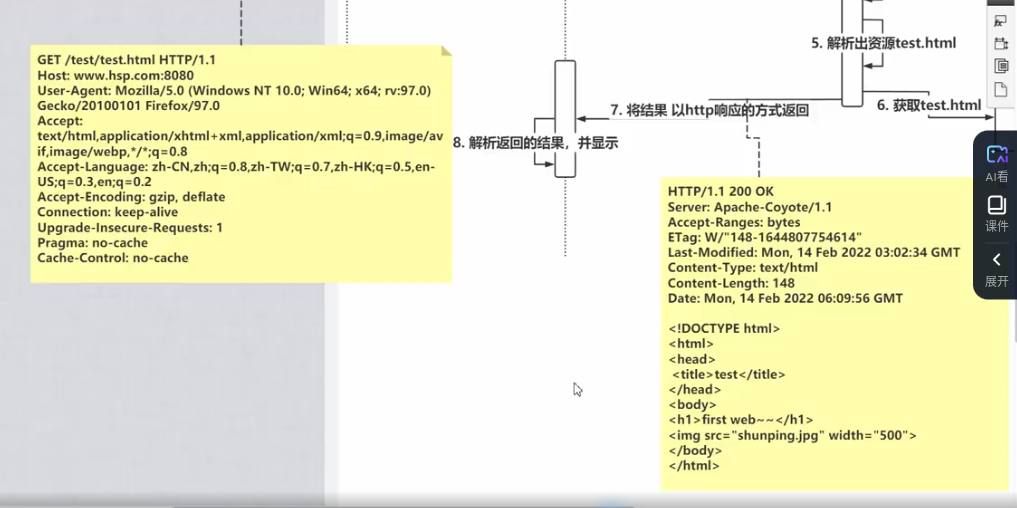 GET /test/test.html HTTP/1.1
Host: www.hsp.com:8080
User-Agent: Mozilla/5.0 (Windows NT 10.0; Win64; x64; rv:97.0)
Gecko/20100101 Firefox/97.0
Accept:
text/html,application/xhtml+xml,application/xml;q=0.9,image/av
if,image/webp,*/*;q=0.8
Accept-Language: zh-CN,zh;q=0.8,zh-TW;q=0.7,zh-HK;q=0.5,en-
US;q=0.3,en;q=0.2
Accept-Encoding: gzip, deflate
Connection: keep-alive
Upgrade-Insecure-Requests: 1
Pragma: no-cache
Cache-Control: no-cache
5. 解析出资源test.html
6. 获取test.html
7. 将结果 以http响应的方式返回
8. 解析返回的结果，并显示
HTTP/1.1 200 OK
Server: Apache-Coyote/1.1
Accept-Ranges: bytes
ETag: W/"148-1644807754614"
Last-Modified: Mon, 14 Feb 2022 03:02:34 GMT
Content-Type: text/html
Content-Length: 148
Date: Mon, 14 Feb 2022 06:09:56 GMT
<!DOCTYPE html>
<html>
<head>
<title>test</title>
</head>
<body>
<h1>first web~~</h1>
<img src="shunping.jpg" width="500">
</body>
</html>
AI看
课件
展开